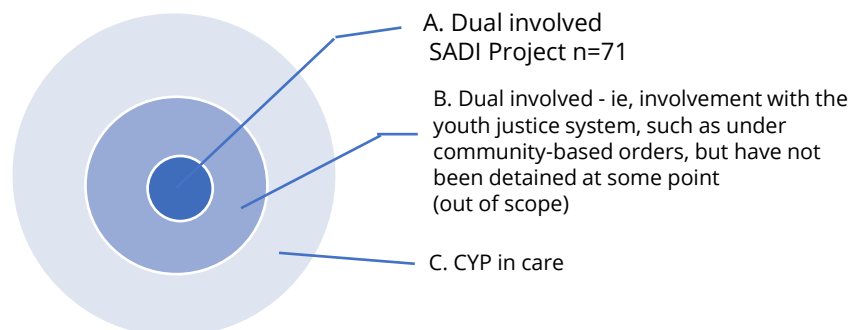 A. Dual involved
SADI Project n=71
B. Dual involved - ie, involvement with the
youth justice system, such as under
community-based orders, but have not
been detained at some point
(out of scope)
C. CYP in care